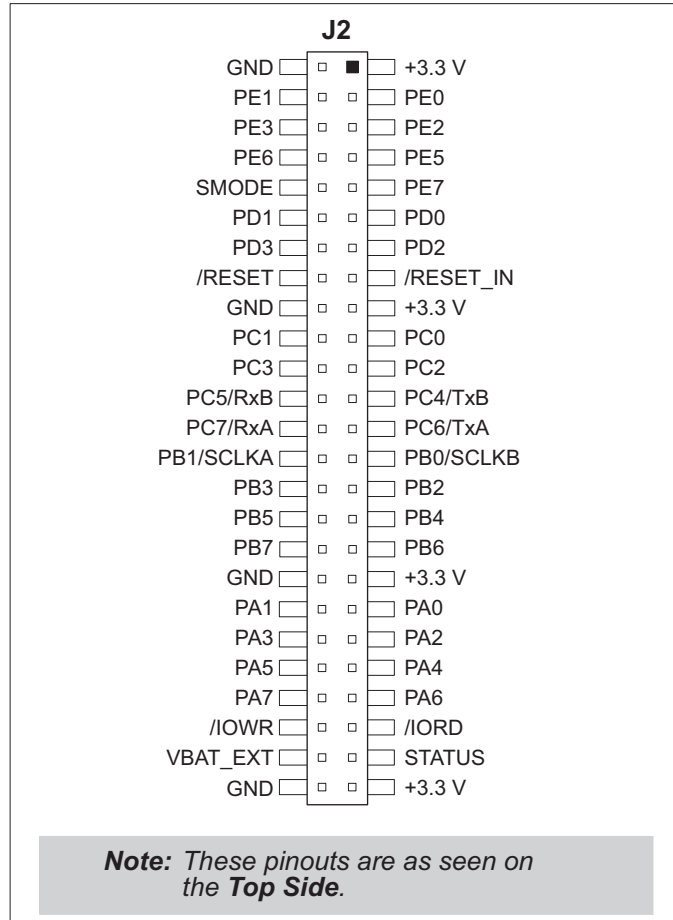 J2
GND +3.3 V
PE1 PE0
PE3 PE2
PE6 PE5
SMODE PE7
PD1 PD0
PD3 PD2
/RESET /RESET_IN
GND +3.3 V
PC1 PC0
PC3 PC2
PC5/RxB PC4/TxB
PC7/RxA PC6/TxA
PB1/SCLKA PB0/SCLKB
PB3 PB2
PB5 PB4
PB7 PB6
GND +3.3 V
PA1 PA0
PA3 PA2
PA5 PA4
PA7 PA6
/IOWR /IORD
VBAT_EXT STATUS
GND +3.3 V
Note: These pinouts are as seen on
the Top Side.